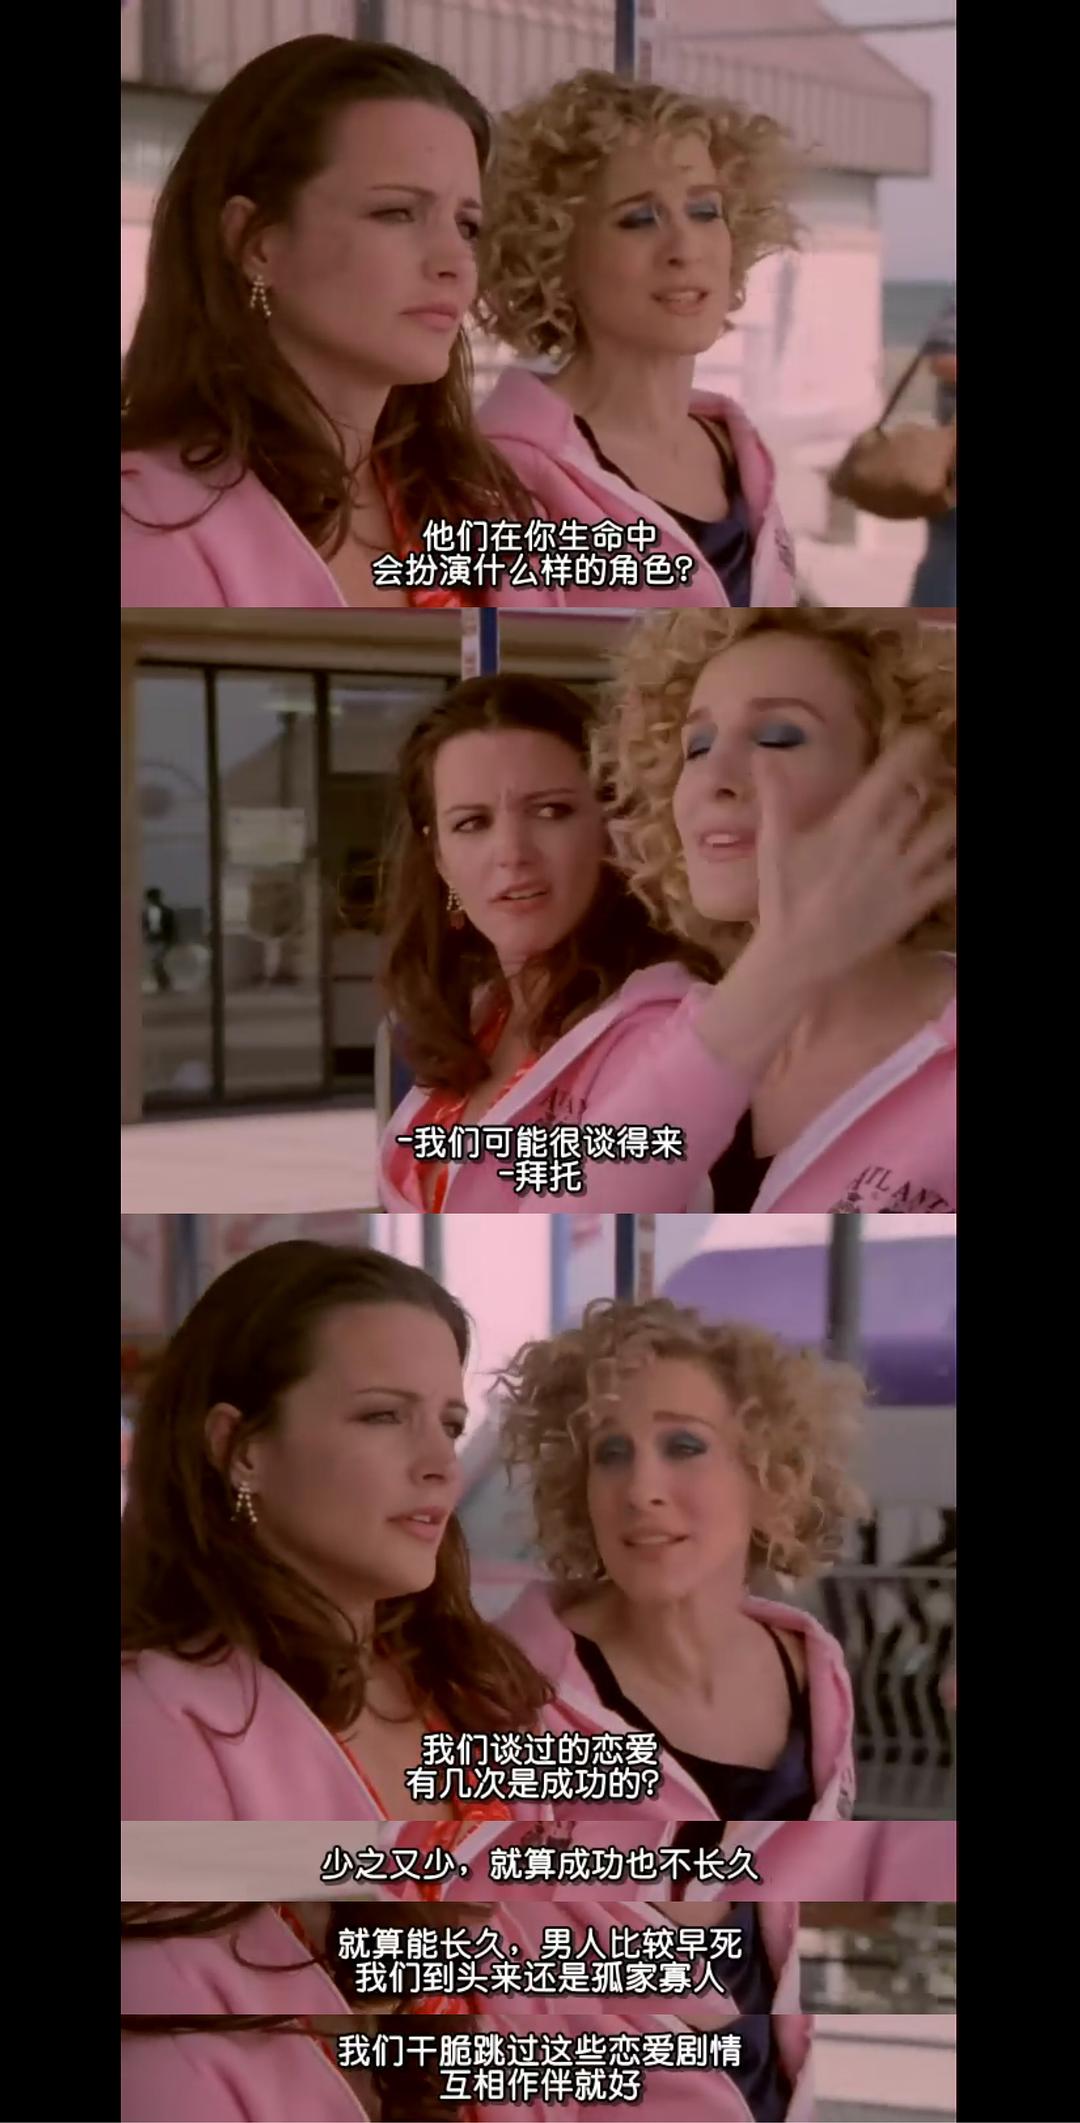 他们在你生命中
会扮演什么样的角色?
-我们可能很谈得来
-拜托
ATLANT
我们谈过的恋爱
有几次是成功的?
少之又少，就算成功也不长久
就算能长久，男人比较早死
我们到头来还是孤家寡人
我们干脆跳过这些恋爱剧情
互相作伴就好